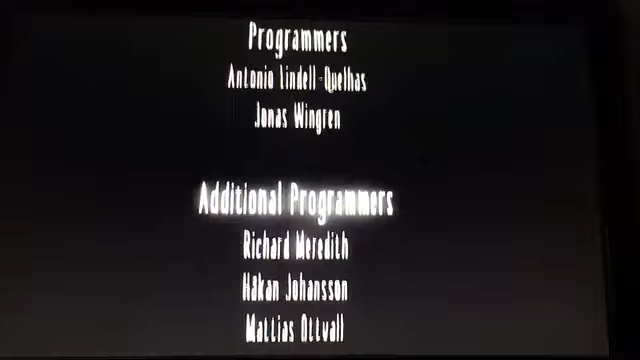 Programmers
Antonio Lindell-Quelhas
Jonas Wingren
Additional Programmers
Richard Meredith
Håkan Johansson
Mattias Ottvall